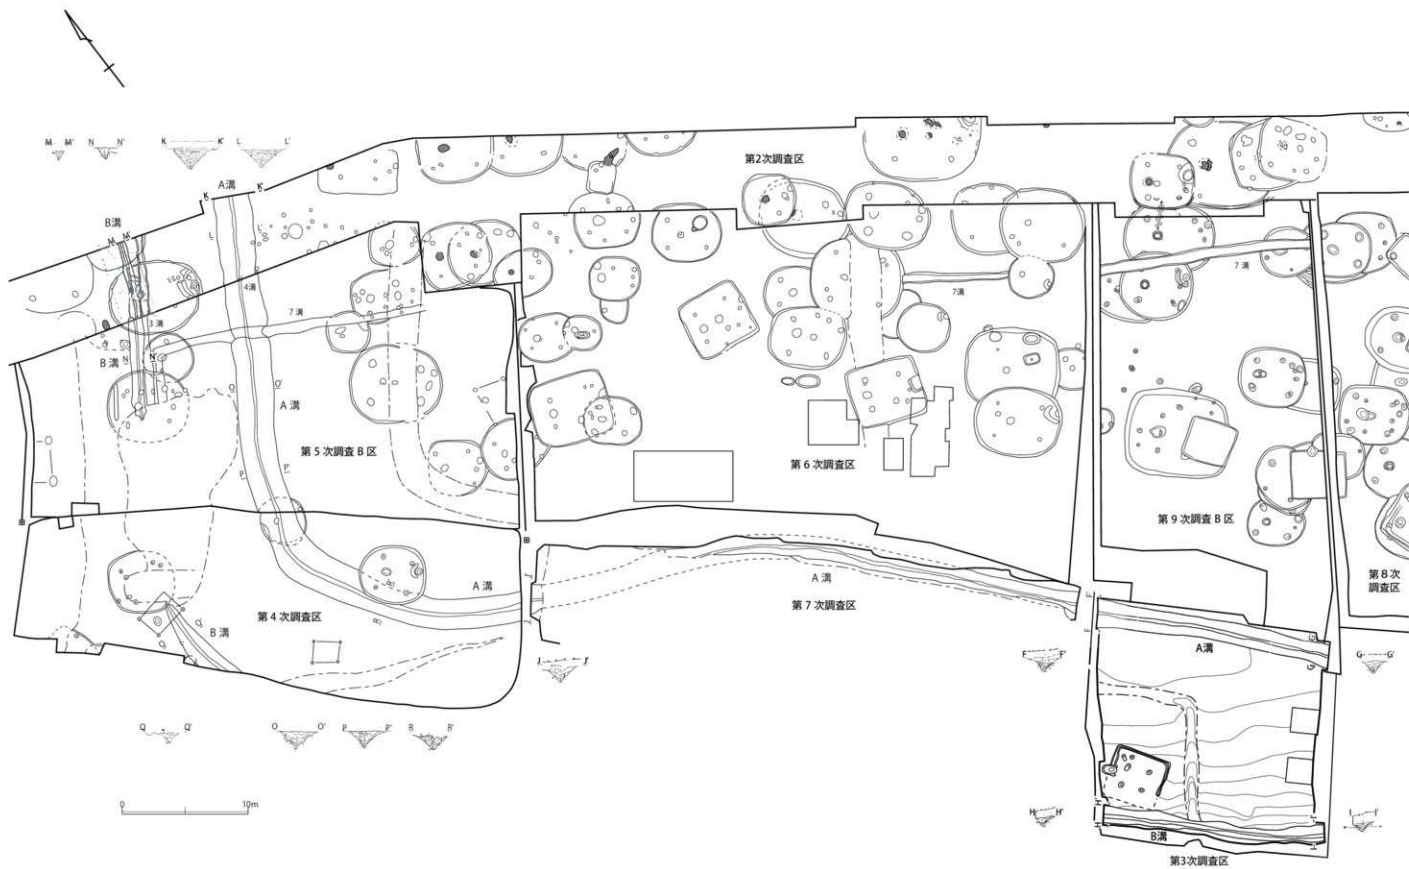 M M' N N' K K' L L'
第2次調査区
A溝
K K'
B溝
M M'
L L'
4溝
7溝
7溝
7溝
3溝
B溝
N N'
O O'
A溝
第5次調査B区
P P'
第6次調査区
第9次調査B区
第8次
調査区
A溝
A溝
第7次調査区
第4次調査区
B溝
R R'
Q Q'
J J'
J J'
F F'
F F'
A溝
G G'
G G'
Q Q' O O' P P' R R'
0 10m
H H'
H H'
I I'
I I'
B溝
第3次調査区